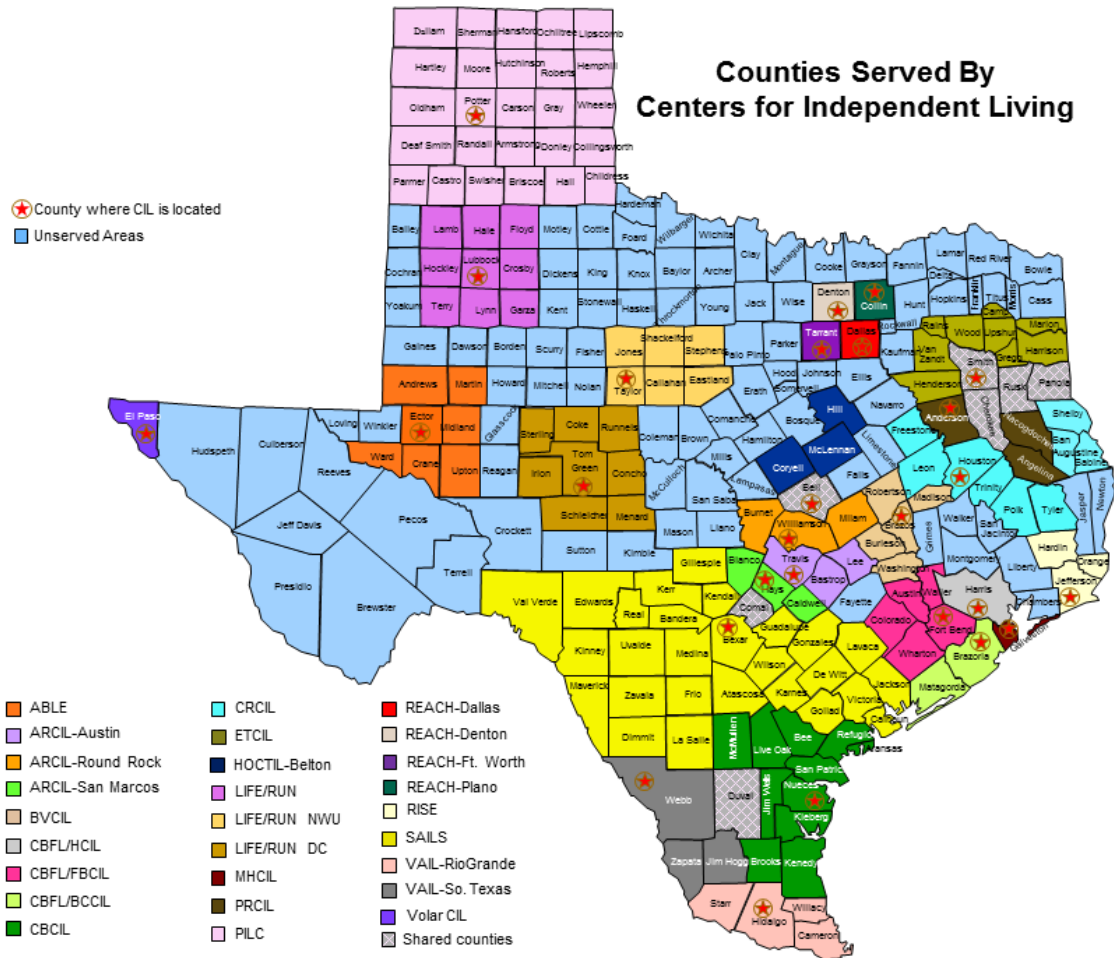 Counties Served By
Centers for Independent Living
County where CIL is located
Unserved Areas
Dallam Sherman Hansford Ochiltree Lipscomb
Hartley Moore Hutchinson Roberts Hemphill
Oldham Potter Carson Gray Wheeler
Deaf Smith Randall Armstrong Donley Collingsworth
Parmer Castro Swisher Briscoe Hall Childress
Hardeman
Bailey Lamb Hale Floyd Motley Cottle Foard Wilbarger Wichita
Clay Montague Cooke Grayson Fannin Lamar Red River Bowie
Delta
Cochran Hockley Lubbock Crosby Dickens King Knox Baylor Archer
Yoakum Terry Lynn Garza Kent Stonewall Haskell Throckmorton Young Jack Wise Denton Collin Hunt Hopkins Franklin Titus Morris Cass
Rockwall Camp Marion
Gaines Dawson Borden Scurry Fisher Jones Shackelford Stephens Palo Pinto Parker Tarrant Dallas Kaufman Rains Wood Upshur
Van Zandt Gregg Harrison
Andrews Martin Howard Mitchell Nolan Taylor Callahan Eastland Erath Hood Johnson Somervell Ellis Henderson Smith Rusk Panola
El Paso Hudspeth Culberson Loving Winkler Ector Midland Glasscock Sterling Coke Runnels Coleman Brown Comanche Bosque Hill Navarro Anderson Cherokee Nacogdoches Shelby
Reeves Ward Crane Upton Reagan Irion Tom Green Concho McCulloch Mills Hamilton McLennan Limestone Freestone Leon Houston Angelina San Augustine Sabine
Coryell Falls Trinity
Jeff Davis Pecos Crockett Schleicher Menard San Saba Lampasas Bell Robertson Madison Polk Tyler Jasper Newton
Presidio Brewster Terrell Sutton Kimble Mason Llano Burnet Williamson Milam Brazos Grimes Walker San Jacinto Hardin
Val Verde Edwards Kerr Gillespie Blanco Travis Lee Burleson Washington Montgomery Liberty Orange
Real Bandera Kendall Hays Bastrop Fayette Austin Waller Harris Chambers Jefferson
Kinney Uvalde Medina Bexar Comal Caldwell Guadalupe Gonzales Lavaca Colorado Fort Bend Galveston
Maverick Zavala Frio Atascosa Wilson Karnes De Witt Wharton Brazoria
Dimmit La Salle McMullen Live Oak Bee Goliad Victoria Jackson Matagorda
Refugio Calhoun Aransas
Webb Duval Jim Wells San Patric Nueces
Kleberg
Zapata Jim Hogg Brooks Kenedy
Starr Hidalgo Willacy
Cameron
ABLE
ARCIL-Austin
ARCIL-Round Rock
ARCIL-San Marcos
BVCIL
CBFL/HCIL
CBFL/FBCIL
CBFL/BCCIL
CBCIL
CRCIL
ETCIL
HOCTIL-Belton
LIFE/RUN
LIFE/RUN NWU
LIFE/RUN DC
MHCIL
PRCIL
PILC
REACH-Dallas
REACH-Denton
REACH-Ft. Worth
REACH-Plano
RISE
SAILS
VAIL-RioGrande
VAIL-So. Texas
Volar CIL
Shared counties